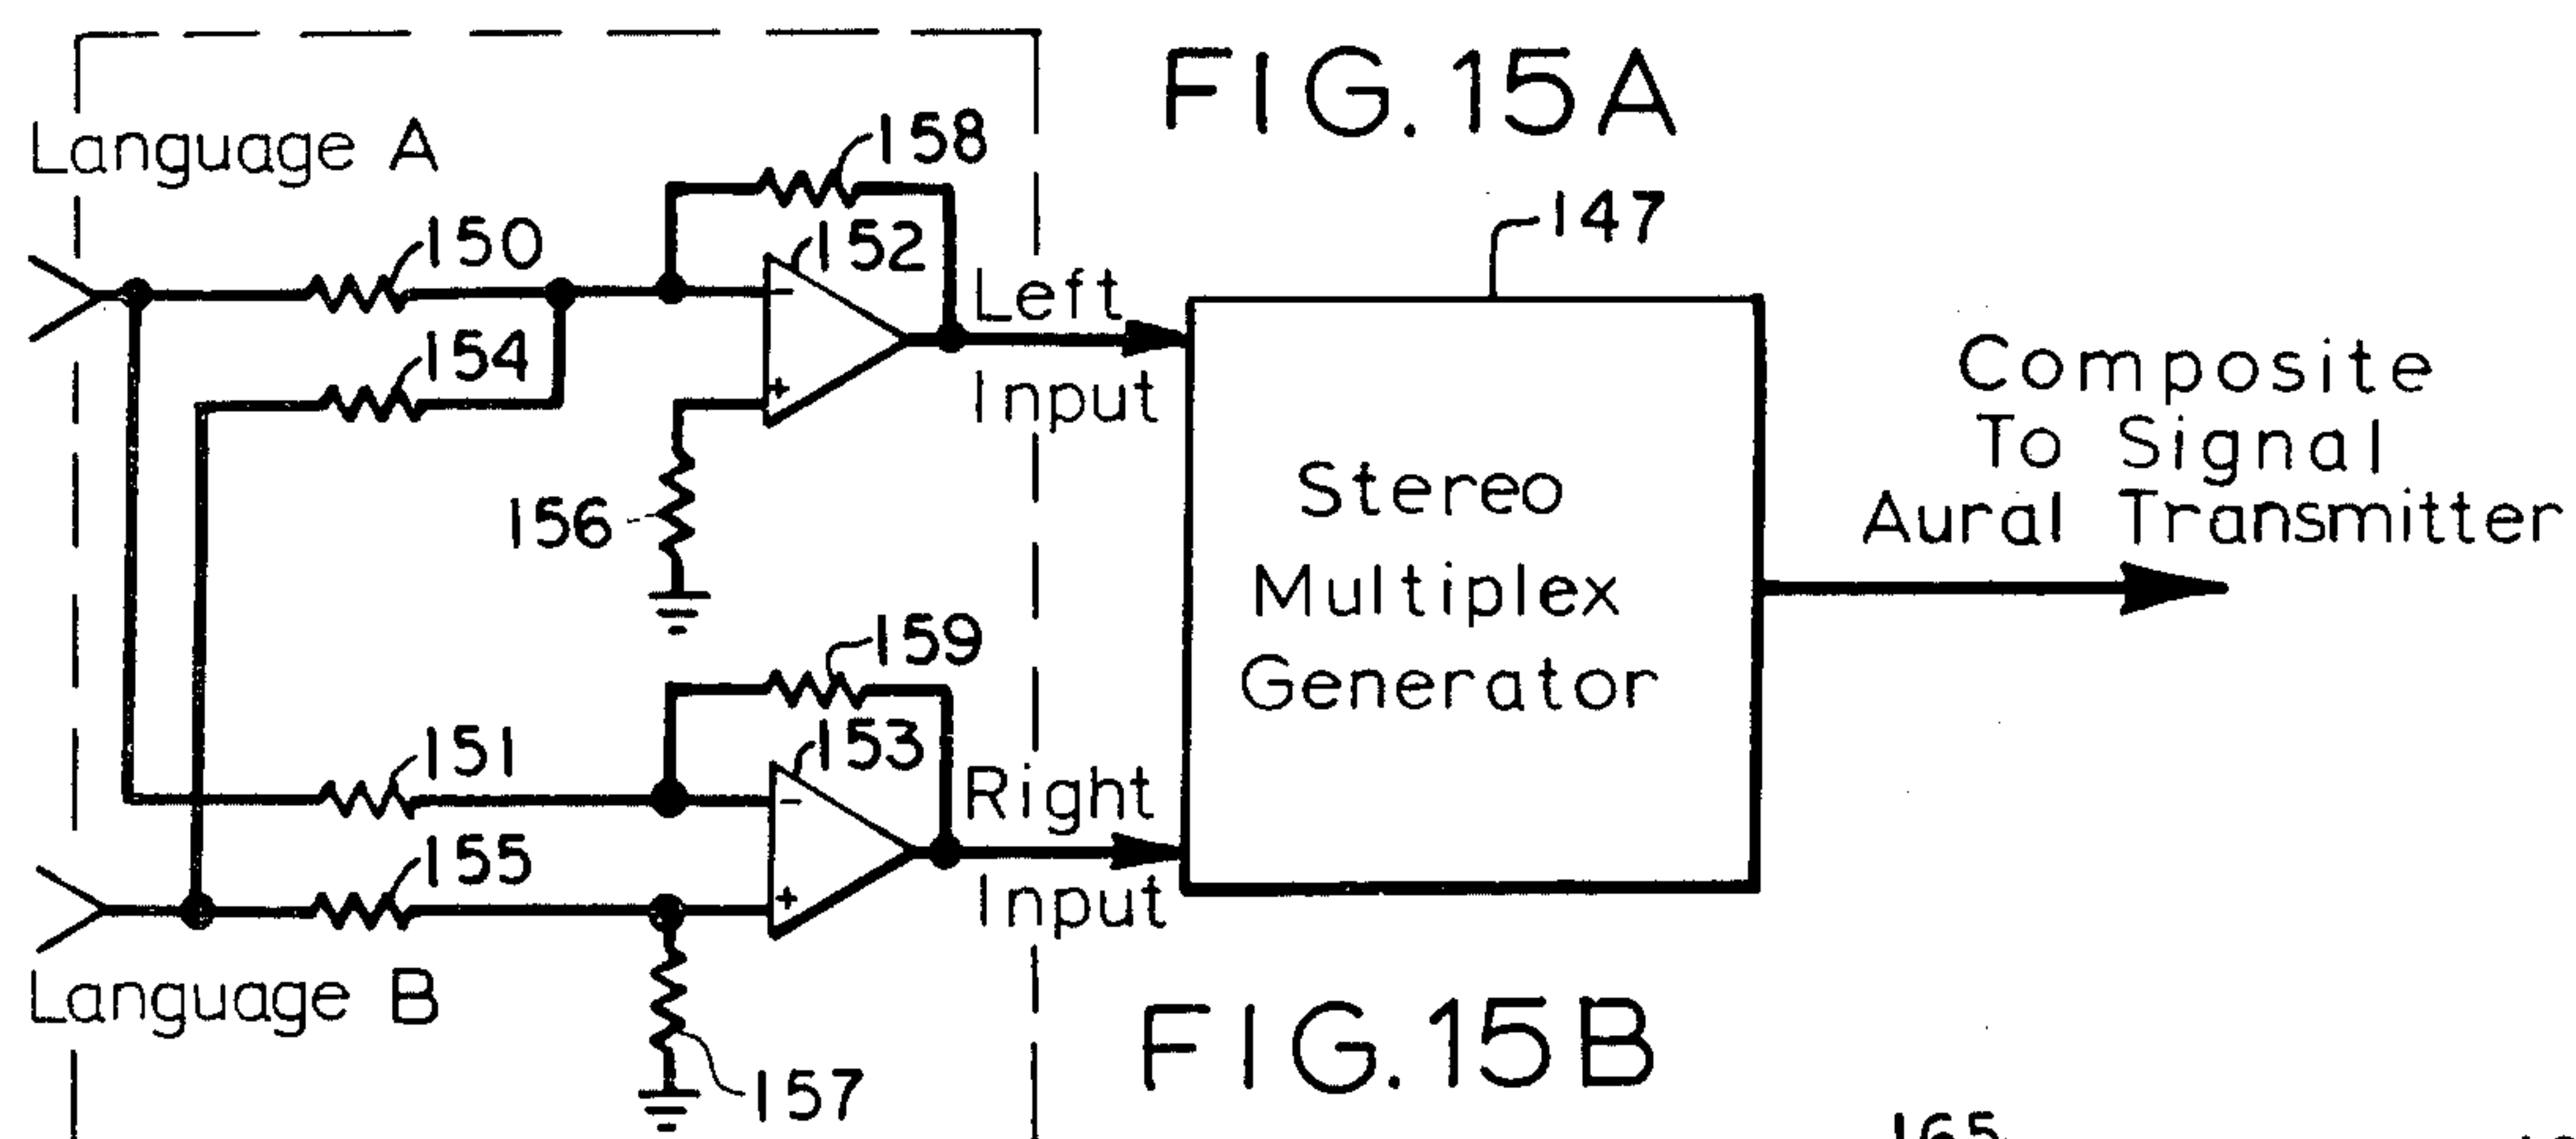 FIG. 15A
Language A
158
147
150
152
Left
Input
154
Composite
To Signal
Aural Transmitter
156
Stereo
Multiplex
Generator
159
151
153
Right
Input
155
Language B
157
FIG. 15B
165